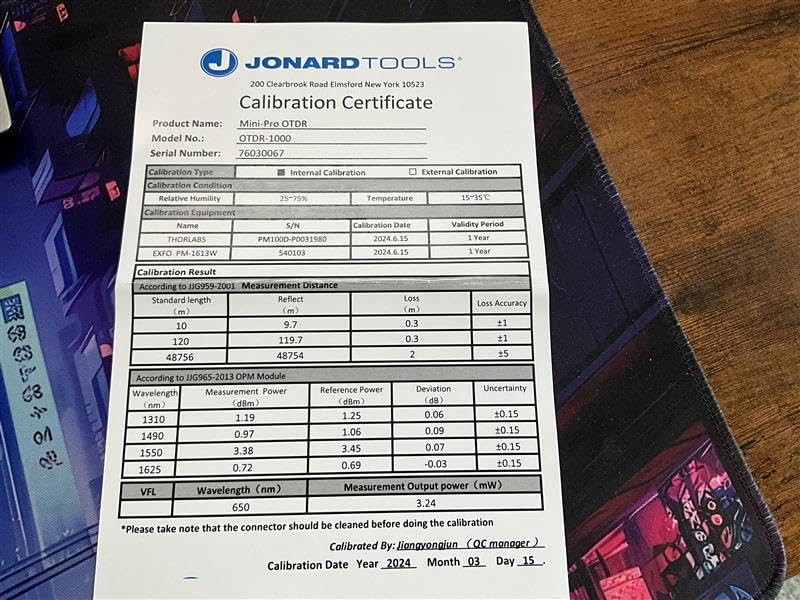 JONARD TOOLS®
200 Clearbrook Road Elmsford New York 10523
Calibration Certificate
Product Name: Mini-Pro OTDR
Model No.: OTDR-1000
Serial Number: 76030067
Calibration Type ■ Internal Calibration □ External Calibration
Calibration Condition
Relative Humility 25~75% Temperature 15~35℃
Calibration Equipment
Name S/N Calibration Date Validity Period
THORLABS PM100D-P0031980 2024.6.15 1 Year
EXFO PM-1613W 540103 2024.6.15 1 Year
Calibration Result
According to JJG959-2001 Measurement Distance
Standard length (m) Reflect (m) Loss (m) Loss Accuracy
10 9.7 0.3 ±1
120 119.7 0.3 ±1
48756 48754 2 ±5
According to JJG965-2013 OPM Module
Wavelength (nm) Measurement Power (dBm) Reference Power (dBm) Deviation (dB) Uncertainty
1310 1.19 1.25 0.06 ±0.15
1490 0.97 1.06 0.09 ±0.15
1550 3.38 3.45 0.07 ±0.15
1625 0.72 0.69 -0.03 ±0.15
VFL Wavelength (nm) Measurement Output power (mW)
650 3.24
*Please take note that the connector should be cleaned before doing the calibration
Calibrated By: Jiangyongjun (QC manager)
Calibration Date Year 2024 Month 03 Day 15.